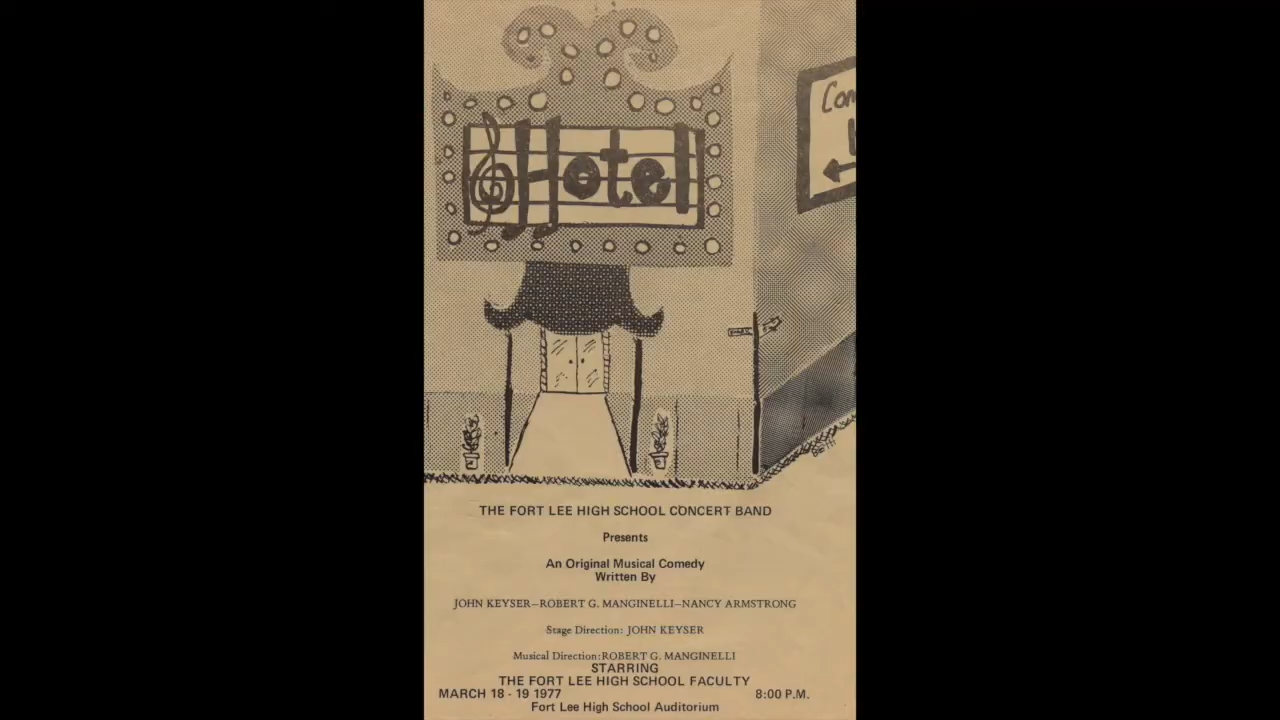 Hotel
THE FORT LEE HIGH SCHOOL CONCERT BAND
Presents
An Original Musical Comedy
Written By
JOHN KEYSER—ROBERT G. MANGINELLI—NANCY ARMSTRONG
Stage Direction: JOHN KEYSER
Musical Direction:ROBERT G. MANGINELLI
STARRING
THE FORT LEE HIGH SCHOOL FACULTY
MARCH 18 - 19 1977 8:00 P.M.
Fort Lee High School Auditorium